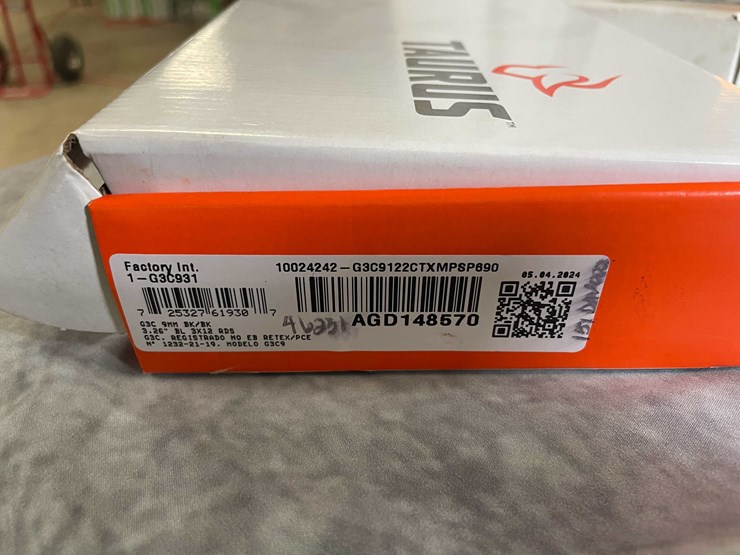 TAURUS
Factory Int.
1-G3C931
10024242-G3C9122CTXMPSP690
05.04.2024
7 25327 61930 7
46231
AGD148570
G3C 9MM BK/BK
3.26" BL 3X12 RDS
G3C. REGISTRADO NO EB RETEX/PCE
Nº 1232-21-19. MODELO G3C9